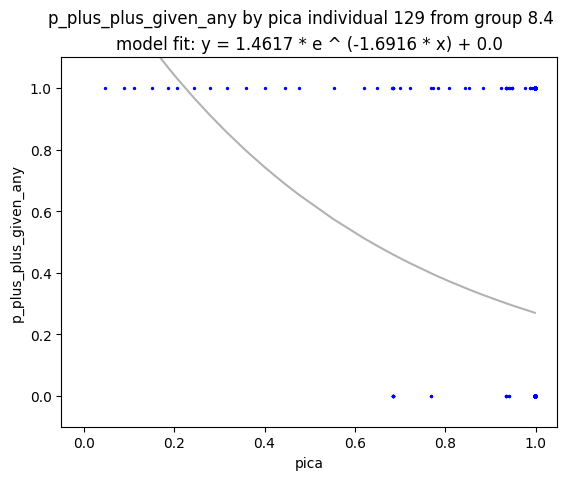 p_plus_plus_given_any by pica individual 129 from group 8.4
model fit: y = 1.4617 * e ^ (-1.6916 * x) + 0.0
1.0
0.8
0.6
0.4
0.2
0.0
p_plus_plus_given_any
0.0 0.2 0.4 0.6 0.8 1.0
pica